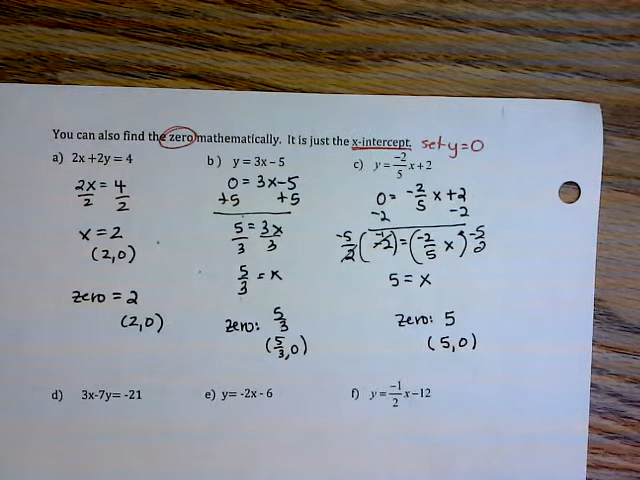 You can also find the zero mathematically. It is just the x-intercept. set y=0
a) 2x +2y = 4
2x = 4
2 2
x = 2
(2,0)
zero = 2
(2,0)
b) y = 3x – 5
0 = 3x-5
+5 +5
5 = 3x
3 3
5/3 = x
zero: 5/3
(5/3,0)
c) y = -2/5 x + 2
0 = -2/5 x +2
-2 -2
-5/2 (-2) = (-2/5 x) -5/2
5 = x
zero: 5
(5,0)
d) 3x-7y= -21
e) y= -2x - 6
f) y = -1/2 x – 12